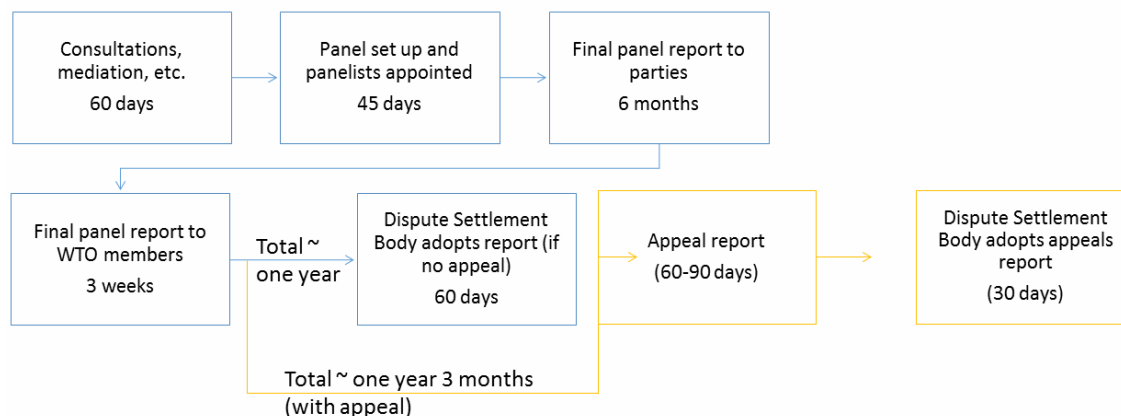 Consultations,
mediation, etc.
60 days
Panel set up and
panelists appointed
45 days
Final panel report to
parties
6 months
Final panel report to
WTO members
3 weeks
Total ~
one year
Dispute Settlement
Body adopts report (if
no appeal)
60 days
Appeal report
(60-90 days)
Dispute Settlement
Body adopts appeals
report
(30 days)
Total ~ one year 3 months
(with appeal)